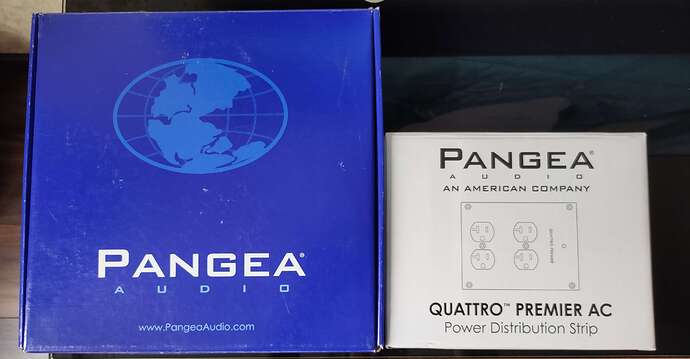 PANGEA®
AUDIO
www.PangeaAudio.com
PANGEA®
AUDIO
AN AMERICAN COMPANY
QUATTRO™ PREMIER AC
Power Distribution Strip